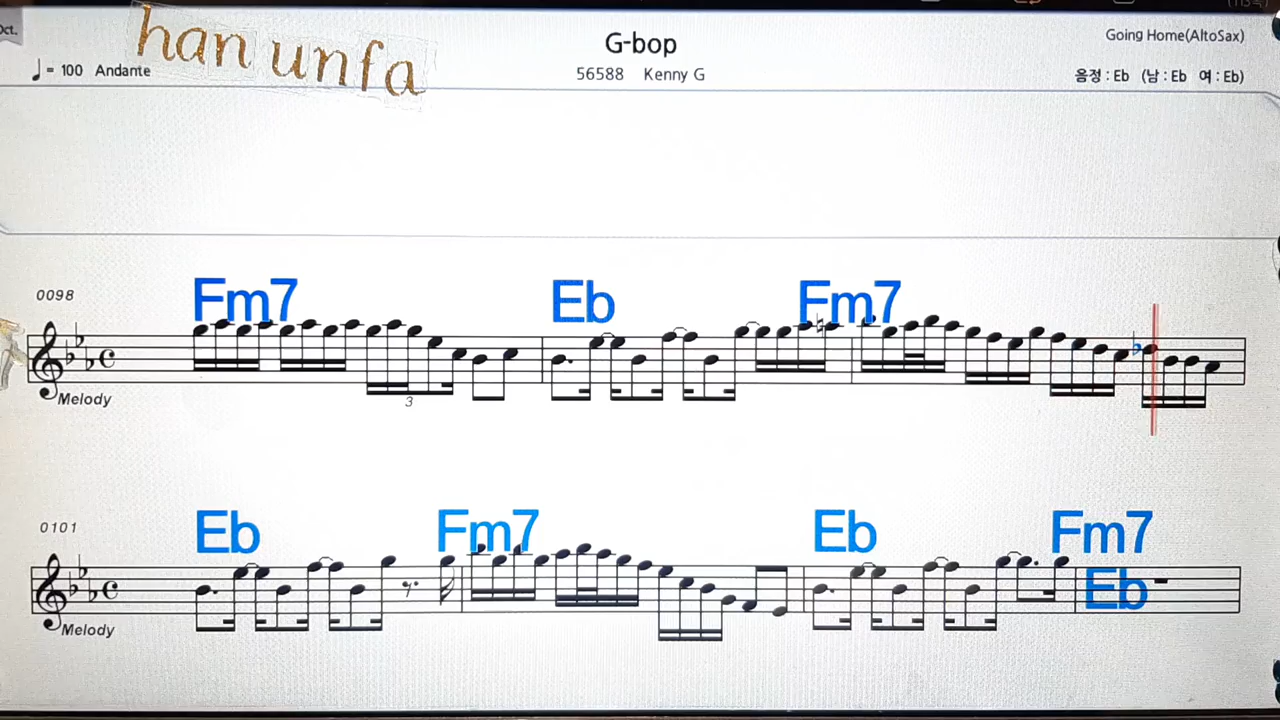 Oct.
han unfa
G-bop
Going Home(AltoSax)
♩= 100 Andante
56588 Kenny G
음정 : Eb (남 : Eb 여 : Eb)
Fm7 Eb Fm7
0098
3
Melody
Eb Fm7 Eb Fm7
0101
Eb
Melody